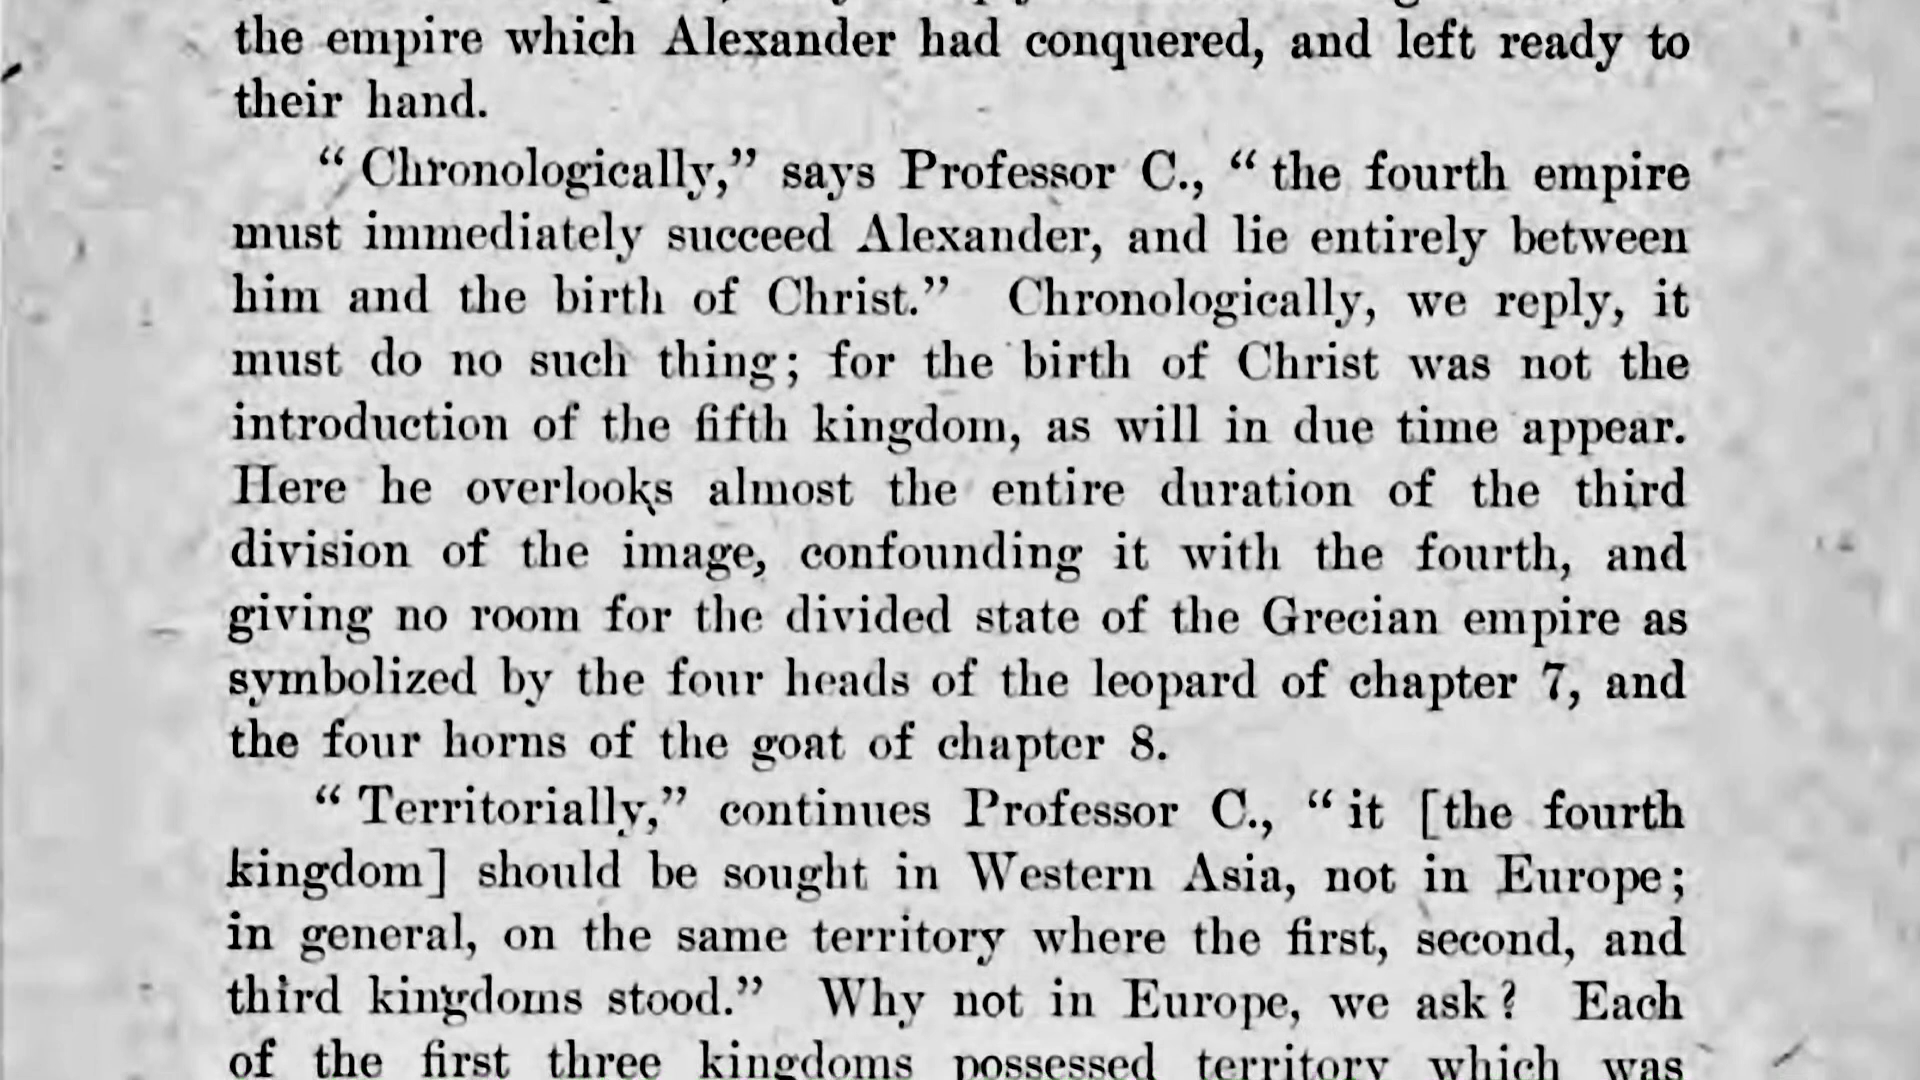 the empire which Alexander had conquered, and left ready to
their hand.
“Chronologically,” says Professor C., “the fourth empire
must immediately succeed Alexander, and lie entirely between
him and the birth of Christ.” Chronologically, we reply, it
must do no such thing; for the birth of Christ was not the
introduction of the fifth kingdom, as will in due time appear.
Here he overlooks almost the entire duration of the third
division of the image, confounding it with the fourth, and
giving no room for the divided state of the Grecian empire as
symbolized by the four heads of the leopard of chapter 7, and
the four horns of the goat of chapter 8.
“Territorially,” continues Professor C., “it [the fourth
kingdom] should be sought in Western Asia, not in Europe;
in general, on the same territory where the first, second, and
third kingdoms stood.” Why not in Europe, we ask? Each
of the first three kingdoms possessed territory which was